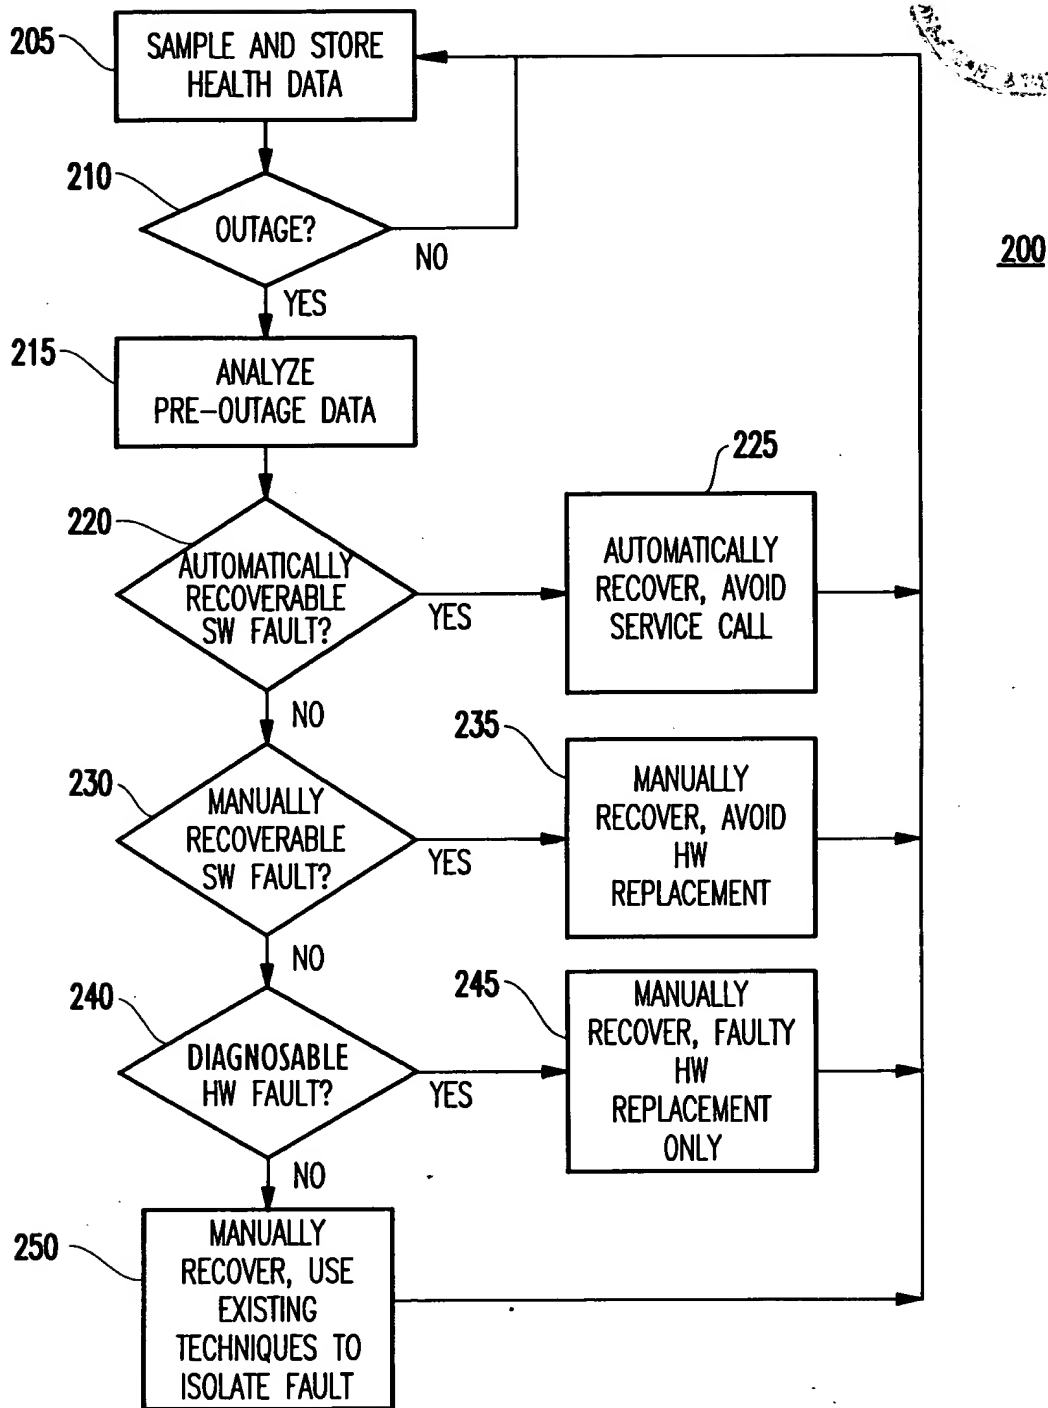 205
SAMPLE AND STORE
HEALTH DATA
210
OUTAGE?
NO
200
YES
215
ANALYZE
PRE-OUTAGE DATA
220
AUTOMATICALLY
RECOVERABLE
SW FAULT?
YES
225
AUTOMATICALLY
RECOVER, AVOID
SERVICE CALL
NO
230
MANUALLY
RECOVERABLE
SW FAULT?
YES
235
MANUALLY
RECOVER, AVOID
HW
REPLACEMENT
NO
240
DIAGNOSABLE
HW FAULT?
YES
245
MANUALLY
RECOVER, FAULTY
HW
REPLACEMENT
ONLY
NO
250
MANUALLY
RECOVER, USE
EXISTING
TECHNIQUES TO
ISOLATE FAULT